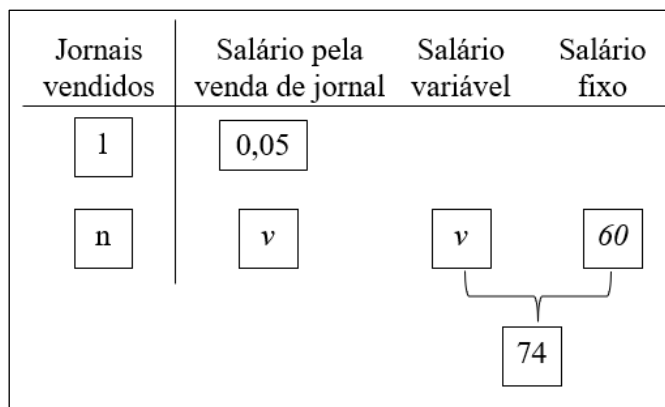 Jornais Salário pela Salário Salário
vendidos venda de jornal variável fixo
1 0,05
n v v 60
74